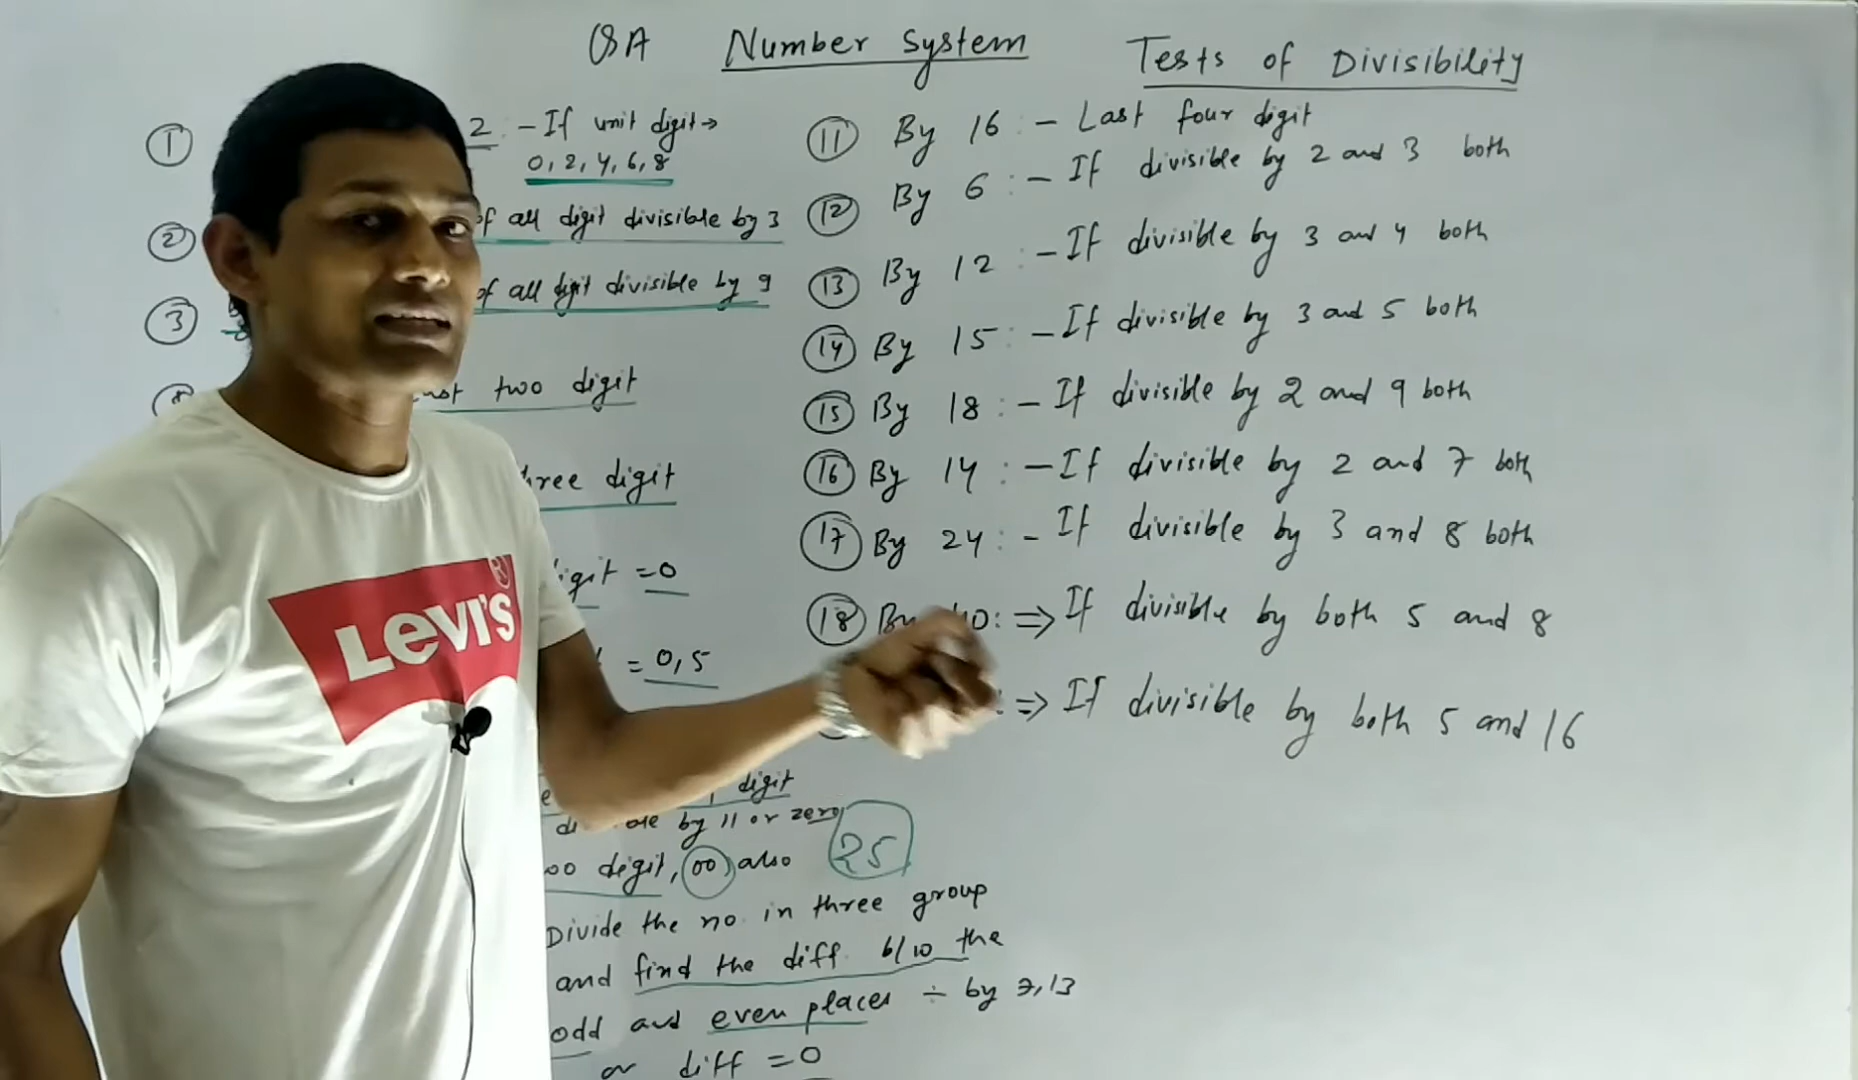 QA Number System Tests of Divisibility
① 2 :- If unit digit→
0, 2, 4, 6, 8
② of all digit divisible by 3
③ of all digit divisible by 9
two digit
three digit
digit = 0
= 0, 5
digit
by 11 or zero
digit, 00 also 25
Divide the no. in three group
and find the diff. b/w the
odd and even places ÷ by 7, 13
or diff = 0
⑪ By 16 :- Last four digit
⑫ By 6 :- If divisible by 2 and 3 both
⑬ By 12 :- If divisible by 3 and 4 both
⑭ By 15 :- If divisible by 3 and 5 both
⑮ By 18 :- If divisible by 2 and 9 both
⑯ By 14 :- If divisible by 2 and 7 both
⑰ By 24 :- If divisible by 3 and 8 both
⑱ By 40: ⇒ If divisible by both 5 and 8
: ⇒ If divisible by both 5 and 16
LEVI'S